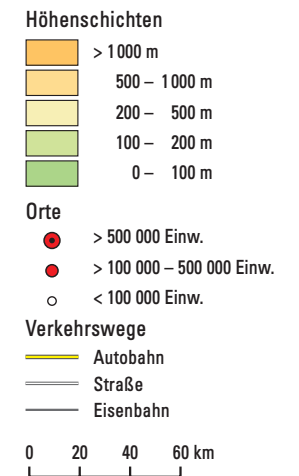 Höhenschichten
> 1000 m
500 – 1000 m
200 – 500 m
100 – 200 m
0 – 100 m
Orte
> 500 000 Einw.
> 100 000 – 500 000 Einw.
< 100 000 Einw.
Verkehrswege
Autobahn
Straße
Eisenbahn
0 20 40 60 km